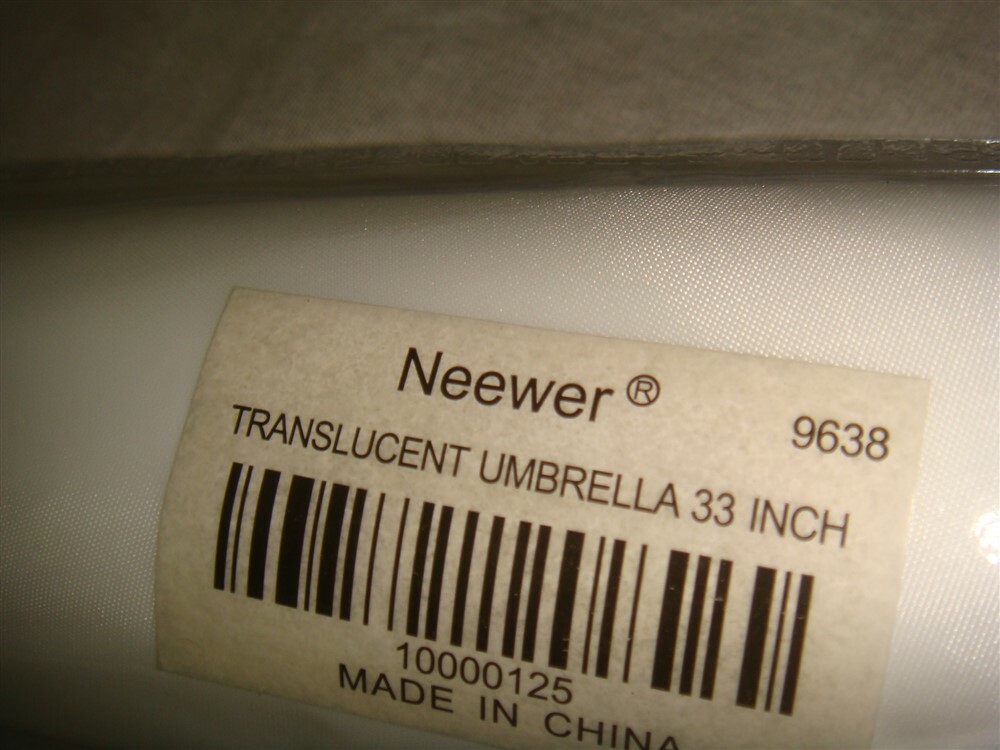 Neewer®
9638
TRANSLUCENT UMBRELLA 33 INCH
10000125
MADE IN CHINA